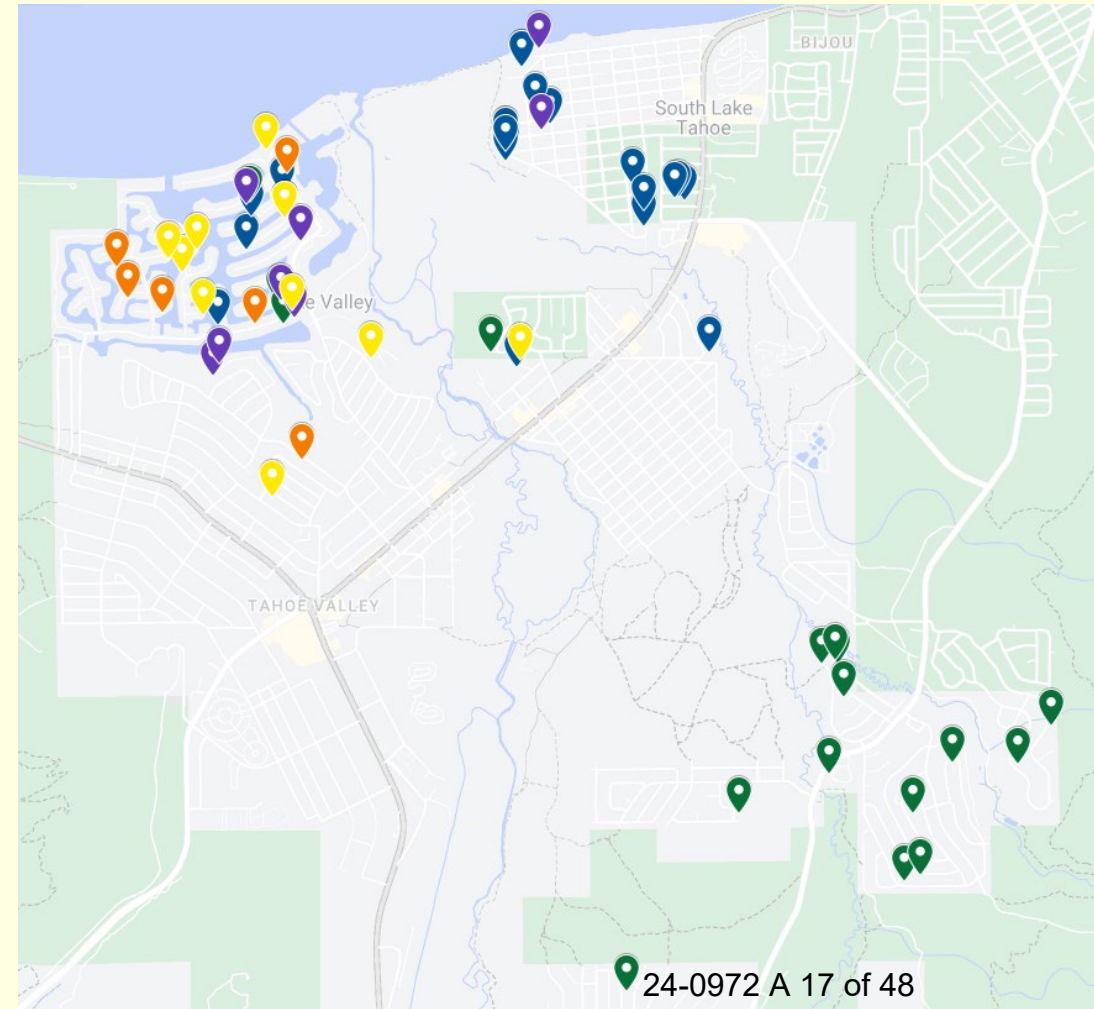 BIJOU
South Lake
Tahoe
e Valley
TAHOE VALLEY
24-0972 A 17 of 48